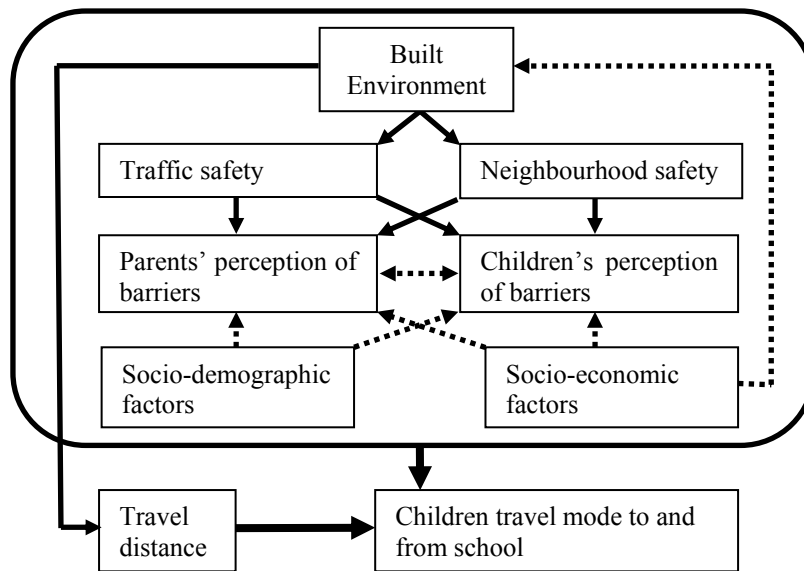 Built
Environment
Traffic safety
Neighbourhood safety
Parents’ perception of
barriers
Children’s perception
of barriers
Socio-demographic
factors
Socio-economic
factors
Travel
distance
Children travel mode to and
from school